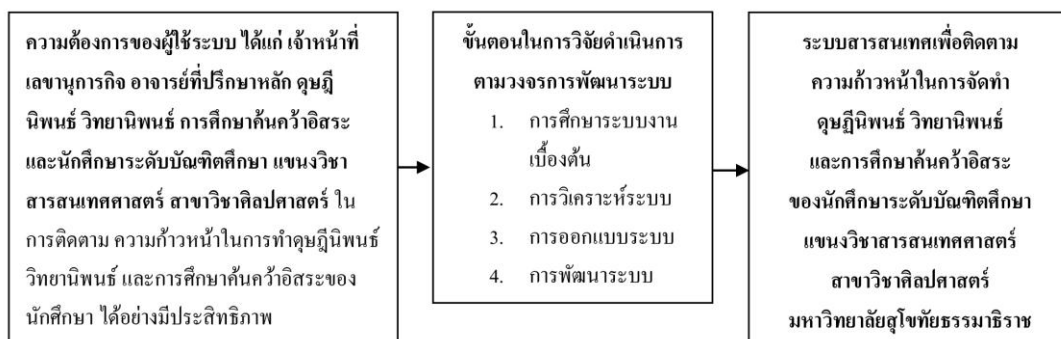 ความต้องการของผู้ใช้ระบบ ได้แก่ เจ้าหน้าที่
เลขานุการกิจ อาจารย์ที่ปรึกษาหลัก ดุษฎี
นิพนธ์ วิทยานิพนธ์ การศึกษาค้นคว้าอิสระ
และนักศึกษาระดับบัณฑิตศึกษา แขนงวิชา
สารสนเทศศาสตร์ สาขาวิชาศิลปศาสตร์ ใน
การติดตาม ความก้าวหน้าในการทำดุษฎีนิพนธ์
วิทยานิพนธ์ และการศึกษาค้นคว้าอิสระของ
นักศึกษา ได้อย่างมีประสิทธิภาพ
ขั้นตอนในการวิจัยดำเนินการ
ตามวงจรการพัฒนาระบบ
1. การศึกษาระบบงาน
เบื้องต้น
2. การวิเคราะห์ระบบ
3. การออกแบบระบบ
4. การพัฒนาระบบ
ระบบสารสนเทศเพื่อติดตาม
ความก้าวหน้าในการจัดทำ
ดุษฎีนิพนธ์ วิทยานิพนธ์
และการศึกษาค้นคว้าอิสระ
ของนักศึกษาระดับบัณฑิตศึกษา
แขนงวิชาสารสนเทศศาสตร์
สาขาวิชาศิลปศาสตร์
มหาวิทยาลัยสุโขทัยธรรมาธิราช